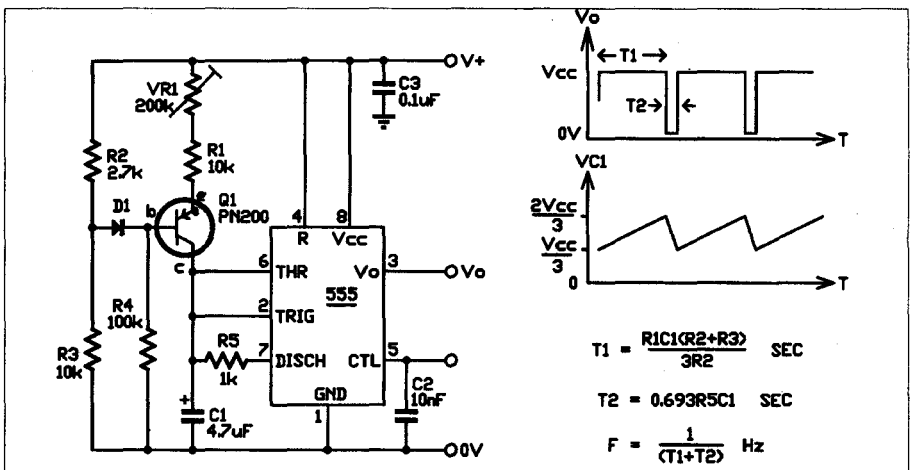 V+
VR1
200k
C3
0.1uF
R2
2.7k
R1
10k
D1
b
e
Q1
PN200
c
4
8
R
Vcc
6
THR
Vo
3
Vo
555
2
TRIG
R4
100k
R3
10k
R5
1k
7
DISCH
CTL
5
GND
1
+
C1
4.7uF
C2
10nF
0V
Vo
T1
Vcc
T2
0V
T
VC1
2Vcc
3
Vcc
3
0
T
T1 = R1C1(R2+R3)
3R2
SEC
T2 = 0.693R5C1 SEC
F = 1
(T1+T2)
Hz